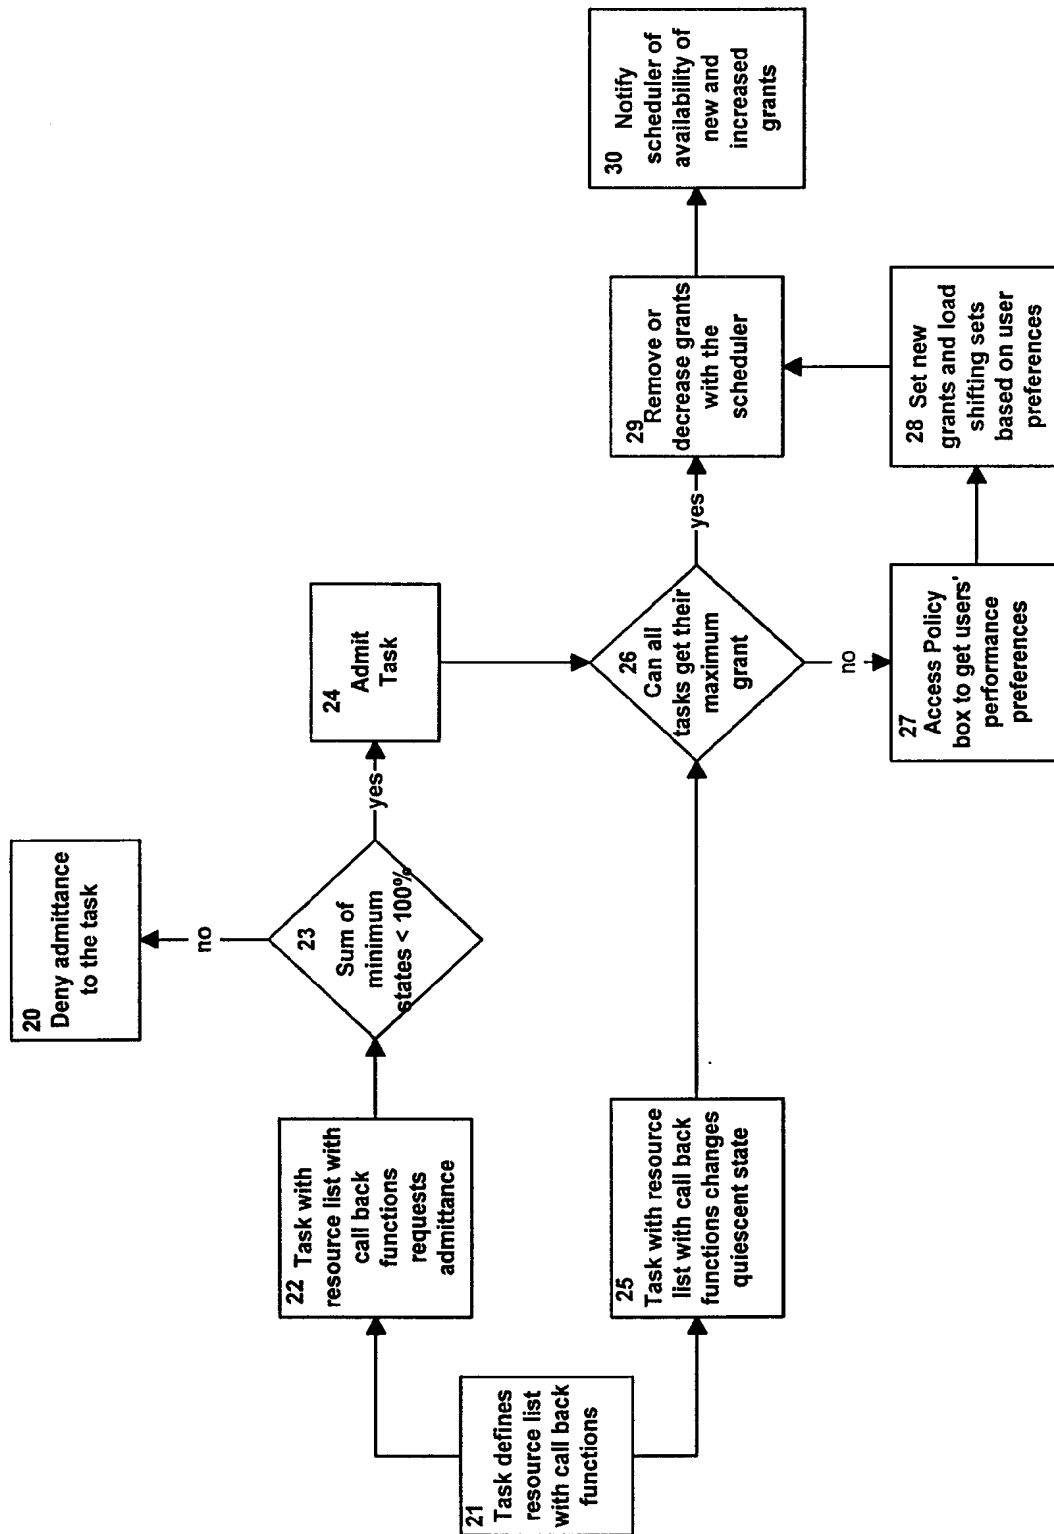 20
Deny admittance
to the task
no
23
Sum of
minimum
states < 100%
yes
24
Admit
Task
22 Task with
resource list with
call back
functions
requests
admittance
21
Task defines
resource list
with call back
functions
25
Task with resource
list with call back
functions changes
quiescent state
26
Can all
tasks get their
maximum
grant
yes
no
27
Access Policy
box to get users'
performance
preferences
28 Set new
grants and load
shifting sets
based on user
preferences
29 Remove or
decrease grants
with the
scheduler
30 Notify
scheduler of
availability of
new and
increased
grants